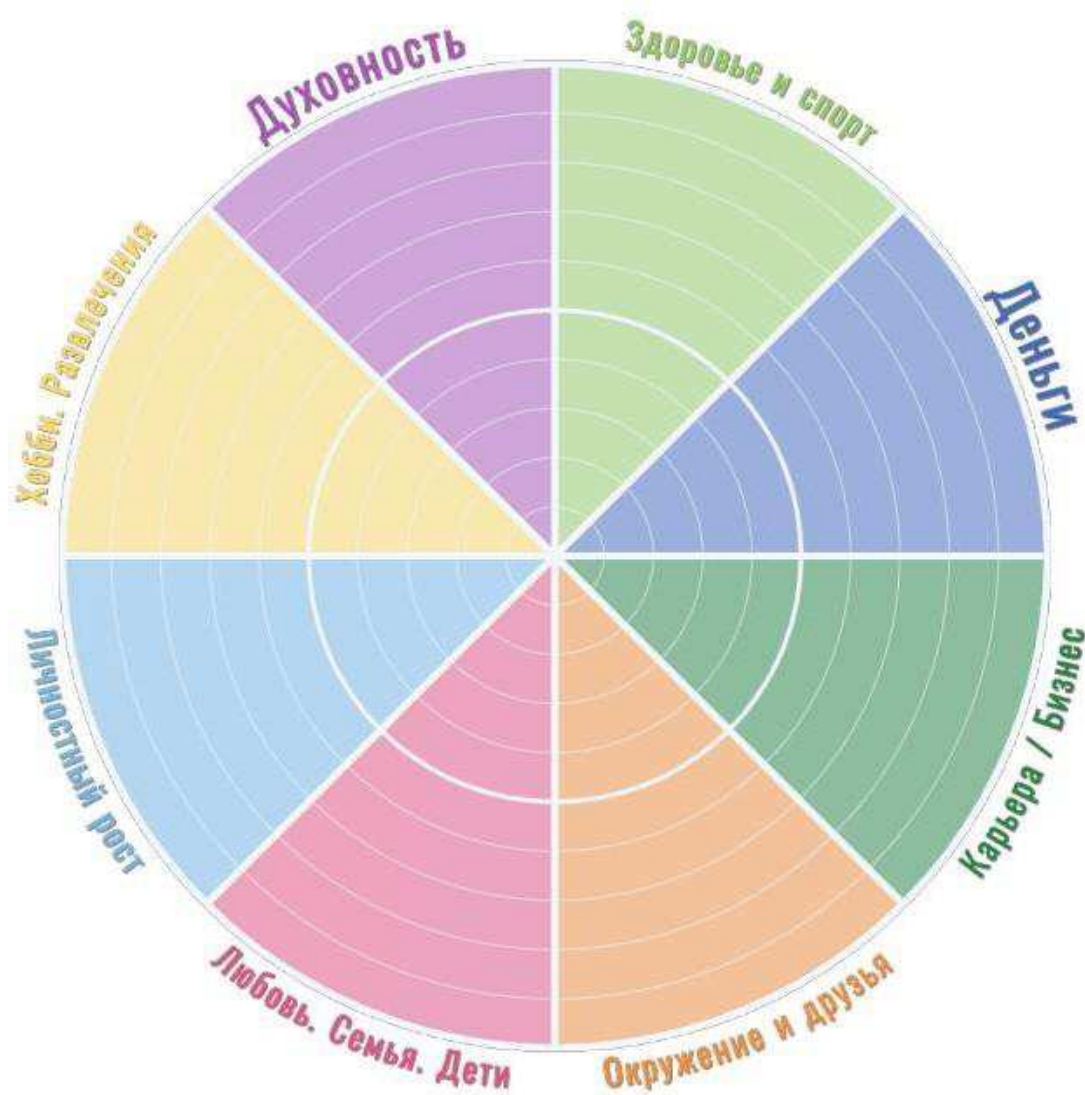 Духовность
Здоровье и спорт
Деньги
Карьера / Бизнес
Окружение и друзья
Любовь. Семья. Дети
Личностный рост
Хобби. Развлечения